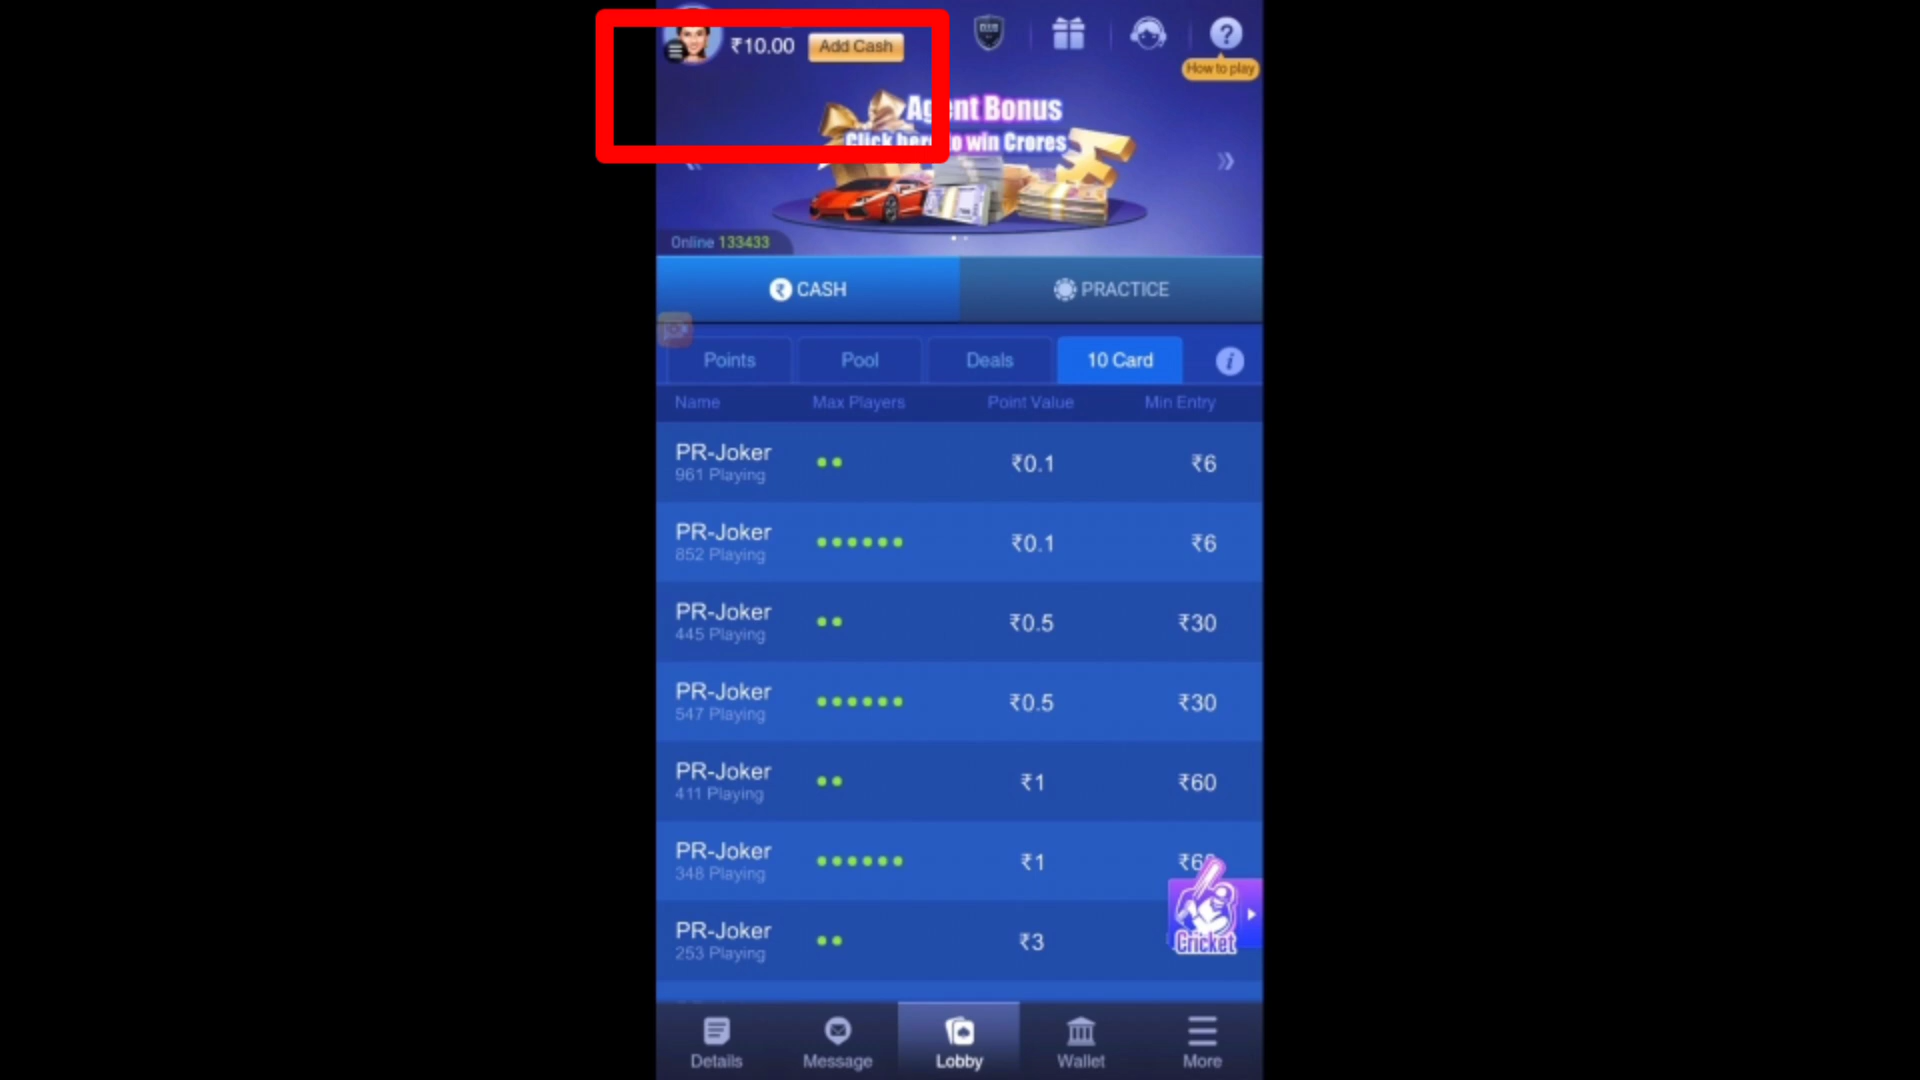 ₹10.00 Add Cash
How to play
Agent Bonus
Click here to win Crores
Online 133433
CASH PRACTICE
Points Pool Deals 10 Card
Name Max Players Point Value Min Entry
PR-Joker ₹0.1 ₹6
961 Playing
PR-Joker ₹0.1 ₹6
852 Playing
PR-Joker ₹0.5 ₹30
445 Playing
PR-Joker ₹0.5 ₹30
547 Playing
PR-Joker ₹1 ₹60
411 Playing
PR-Joker ₹1
348 Playing
PR-Joker ₹3
253 Playing
Cricket
Details Message Lobby Wallet More